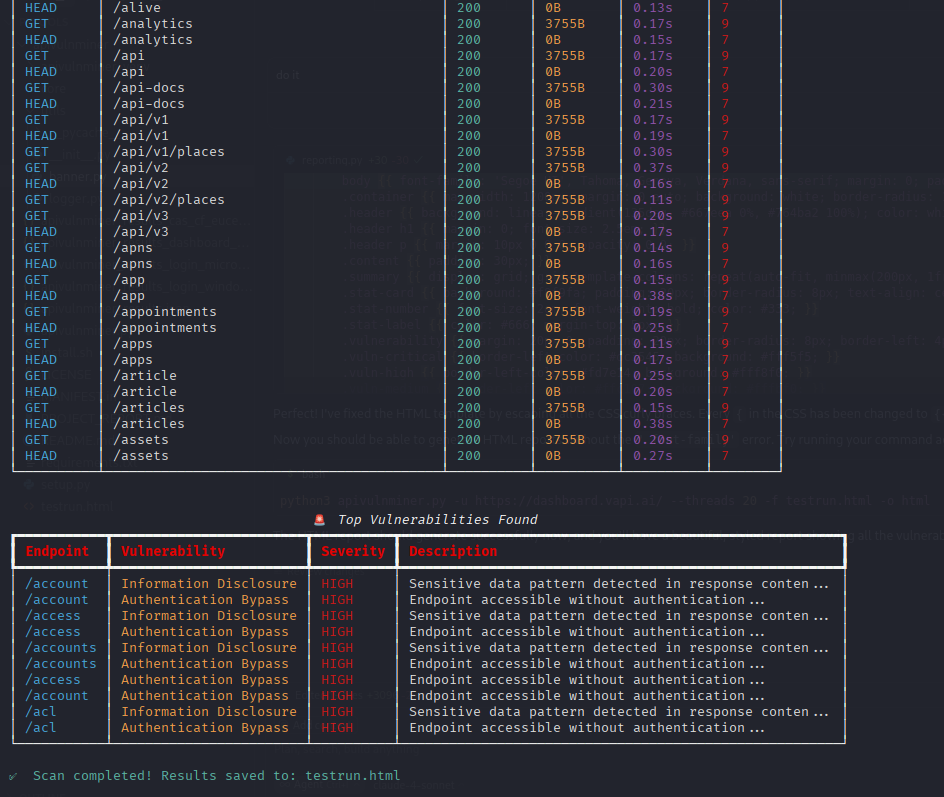 HEAD /alive 200 0B 0.13s 7
GET /analytics 200 3755B 0.17s 9
HEAD /analytics 200 0B 0.15s 7
GET /api 200 3755B 0.17s 9
HEAD /api 200 0B 0.20s 7
GET /api-docs 200 3755B 0.30s 9
HEAD /api-docs 200 0B 0.21s 7
GET /api/v1 200 3755B 0.17s 9
HEAD /api/v1 200 0B 0.19s 7
GET /api/v1/places 200 3755B 0.30s 9
GET /api/v2 200 3755B 0.37s 9
HEAD /api/v2 200 0B 0.16s 7
GET /api/v2/places 200 3755B 0.11s 9
GET /api/v3 200 3755B 0.20s 9
HEAD /api/v3 200 0B 0.17s 7
GET /apns 200 3755B 0.14s 9
HEAD /apns 200 0B 0.16s 7
GET /app 200 3755B 0.15s 9
HEAD /app 200 0B 0.38s 7
GET /appointments 200 3755B 0.19s 9
HEAD /appointments 200 0B 0.25s 7
GET /apps 200 3755B 0.11s 9
HEAD /apps 200 0B 0.17s 7
GET /article 200 3755B 0.25s 9
HEAD /article 200 0B 0.20s 7
GET /articles 200 3755B 0.15s 9
HEAD /articles 200 0B 0.38s 7
GET /assets 200 3755B 0.20s 9
HEAD /assets 200 0B 0.27s 7
🚨 Top Vulnerabilities Found
Endpoint Vulnerability Severity Description
/account Information Disclosure HIGH Sensitive data pattern detected in response conten...
/account Authentication Bypass HIGH Endpoint accessible without authentication...
/access Information Disclosure HIGH Sensitive data pattern detected in response conten...
/access Authentication Bypass HIGH Endpoint accessible without authentication...
/accounts Information Disclosure HIGH Sensitive data pattern detected in response conten...
/accounts Authentication Bypass HIGH Endpoint accessible without authentication...
/access Authentication Bypass HIGH Endpoint accessible without authentication...
/account Authentication Bypass HIGH Endpoint accessible without authentication...
/acl Information Disclosure HIGH Sensitive data pattern detected in response conten...
/acl Authentication Bypass HIGH Endpoint accessible without authentication...
✓ Scan completed! Results saved to: testrun.html